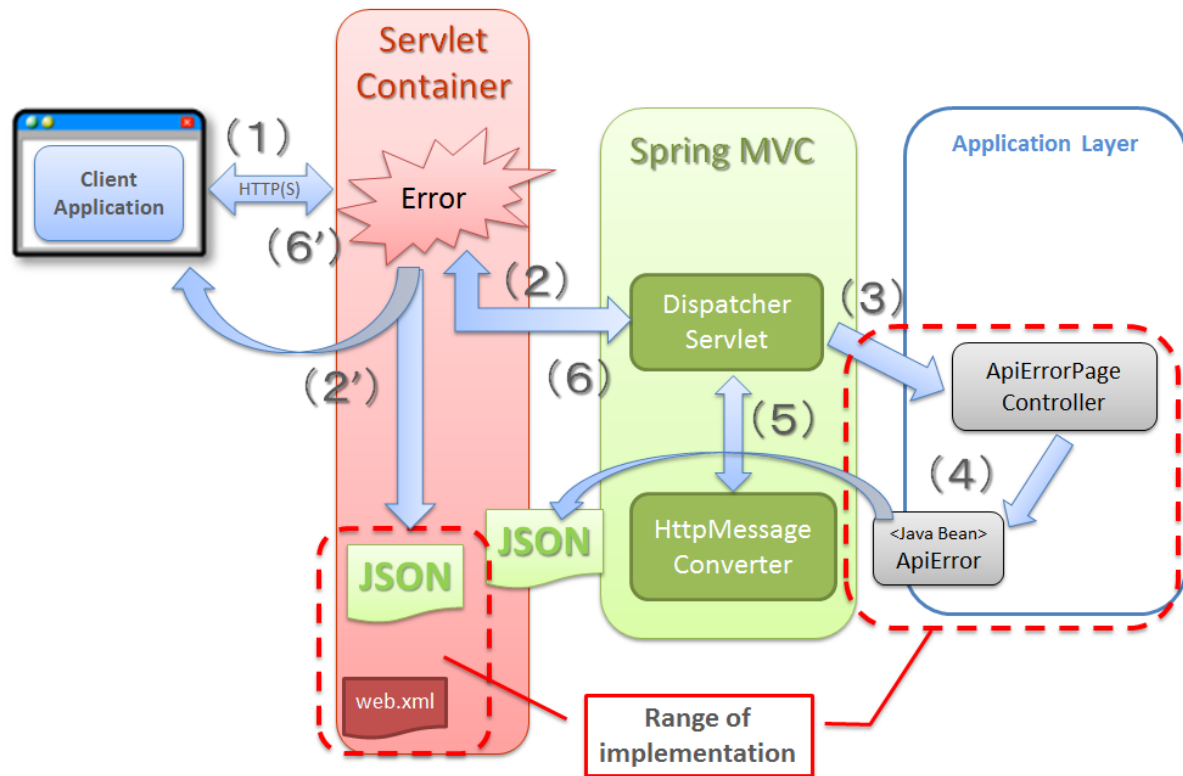 Servlet
Container
Client
Application
(1)
HTTP(S)
(6')
Error
Spring MVC
Application Layer
(2)
Dispatcher
Servlet
(3)
(2')
(6)
ApiErrorPage
Controller
(5)
(4)
JSON
JSON
HttpMessage
Converter
<Java Bean>
ApiError
web.xml
Range of
implementation